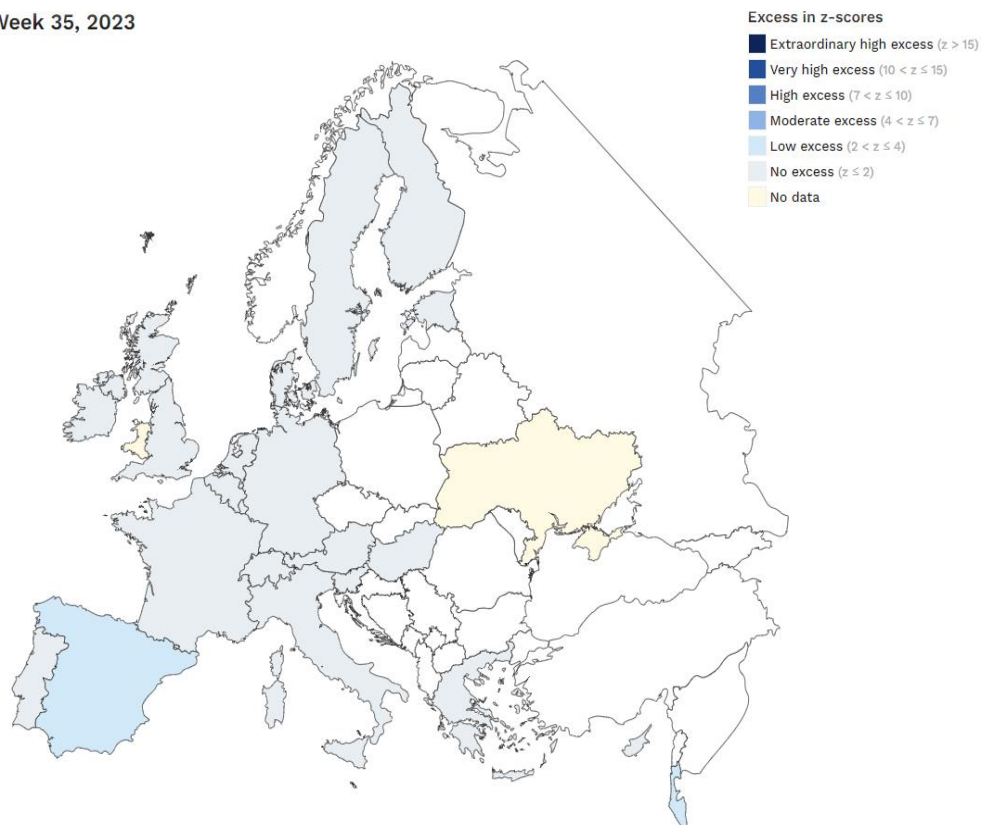 Week 35, 2023
Excess in z-scores
Extraordinary high excess (z > 15)
Very high excess (10 < z ≤ 15)
High excess (7 < z ≤ 10)
Moderate excess (4 < z ≤ 7)
Low excess (2 < z ≤ 4)
No excess (z ≤ 2)
No data